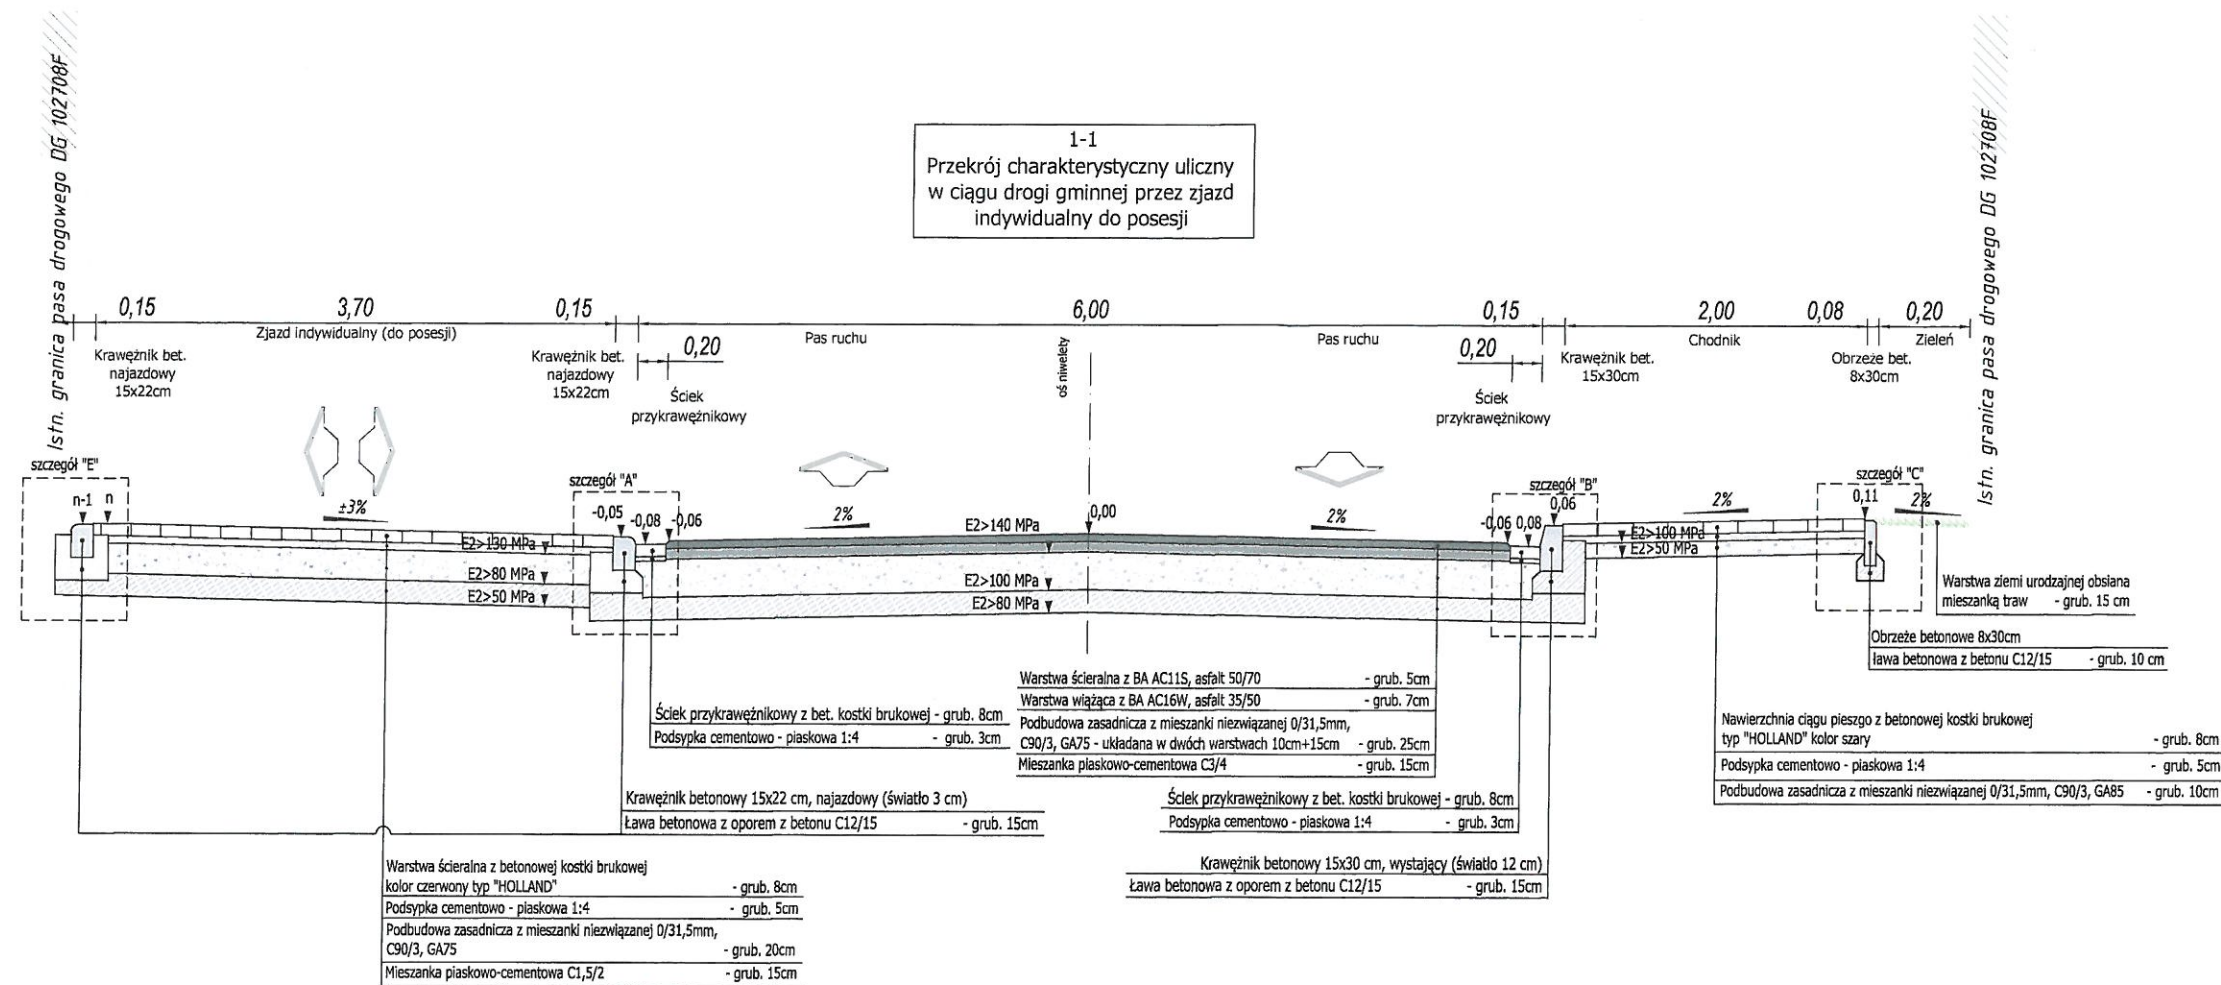 Istn. granica pasa drogowego DG 102708F
1-1
Przekrój charakterystyczny uliczny
w ciągu drogi gminnej przez zjazd
indywidualny do posesji
Istn. granica pasa drogowego DG 102708F
0,15
3,70
0,15
6,00
0,15
2,00
0,08
0,20
Zjazd indywidualny (do posesji)
Pas ruchu
Pas ruchu
Chodnik
Zieleń
Krawężnik bet.
najazdowy
15x22cm
Krawężnik bet.
najazdowy
15x22cm
0,20
Ściek
przykrawężnikowy
oś niwelety
0,20
Ściek
przykrawężnikowy
Krawężnik bet.
15x30cm
Obrzeże bet.
8x30cm
szczegół "E"
n-1 n
±3%
szczegół "A"
-0,05
-0,08
-0,06
2%
E2>140 MPa
0,00
2%
szczegół "B"
0,06
-0,06
0,08
2%
szczegół "C"
0,11
2%
E2>130 MPa
E2>80 MPa
E2>50 MPa
E2>100 MPa
E2>80 MPa
E2>100 MPa
E2>50 MPa
Warstwa ziemi urodzajnej obsiana
mieszanką traw - grub. 15 cm
Obrzeże betonowe 8x30cm
ława betonowa z betonu C12/15 - grub. 10 cm
Ściek przykrawężnikowy z bet. kostki brukowej - grub. 8cm
Podsypka cementowo - piaskowa 1:4 - grub. 3cm
Warstwa ścieralna z BA AC11S, asfalt 50/70 - grub. 5cm
Warstwa wiążąca z BA AC16W, asfalt 35/50 - grub. 7cm
Podbudowa zasadnicza z mieszanki niezwiązanej 0/31,5mm,
C90/3, GA75 - układana w dwóch warstwach 10cm+15cm - grub. 25cm
Mieszanka piaskowo-cementowa C3/4 - grub. 15cm
Nawierzchnia ciągu pieszgo z betonowej kostki brukowej
typ "HOLLAND" kolor szary - grub. 8cm
Podsypka cementowo - piaskowa 1:4 - grub. 5cm
Podbudowa zasadnicza z mieszanki niezwiązanej 0/31,5mm, C90/3, GA85 - grub. 10cm
Krawężnik betonowy 15x22 cm, najazdowy (światło 3 cm)
Ława betonowa z oporem z betonu C12/15 - grub. 15cm
Ściek przykrawężnikowy z bet. kostki brukowej - grub. 8cm
Podsypka cementowo - piaskowa 1:4 - grub. 3cm
Krawężnik betonowy 15x30 cm, wystający (światło 12 cm)
Ława betonowa z oporem z betonu C12/15 - grub. 15cm
Warstwa ścieralna z betonowej kostki brukowej
kolor czerwony typ "HOLLAND" - grub. 8cm
Podsypka cementowo - piaskowa 1:4 - grub. 5cm
Podbudowa zasadnicza z mieszanki niezwiązanej 0/31,5mm,
C90/3, GA75 - grub. 20cm
Mieszanka piaskowo-cementowa C1,5/2 - grub. 15cm